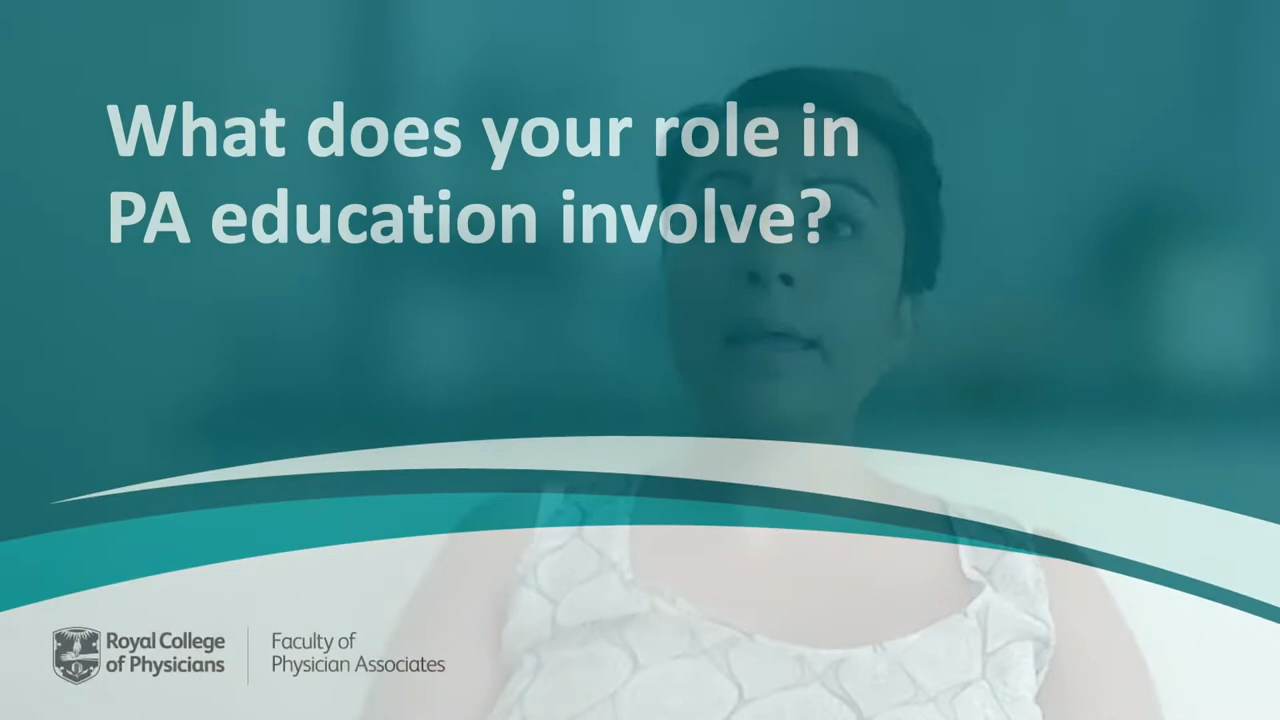 What does your role in
PA education involve?
Royal College
of Physicians
Faculty of
Physician Associates